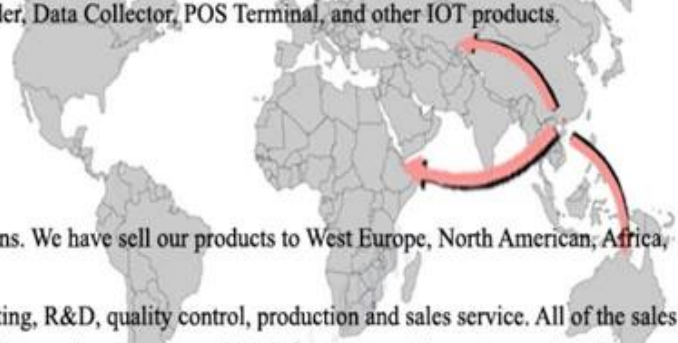 ler, Data Collector, POS Terminal, and other IOT products.
ns. We have sell our products to West Europe, North American, Africa,
ting, R&D, quality control, production and sales service. All of the sales